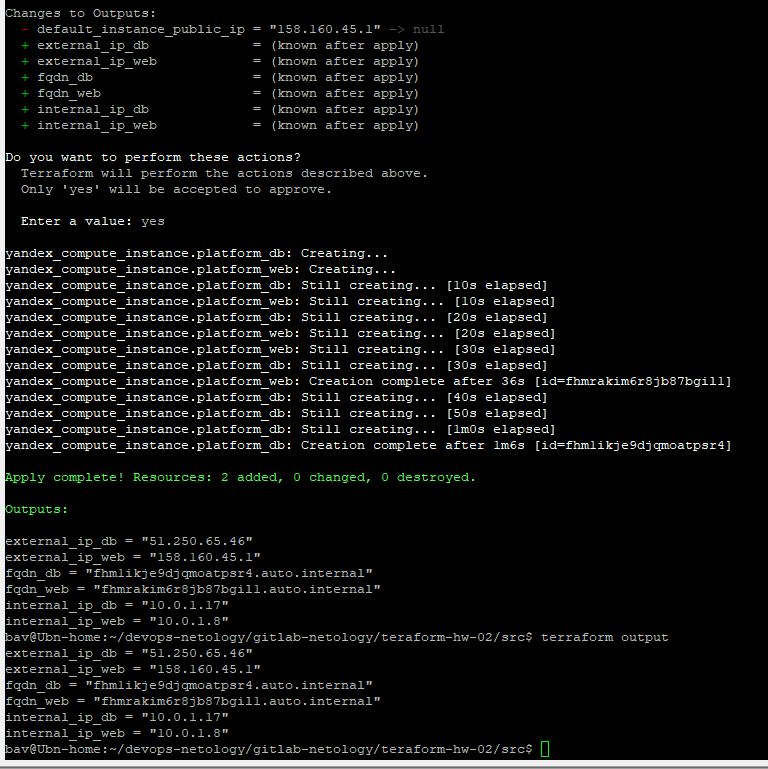 Changes to Outputs:
  - default_instance_public_ip = "158.160.45.1" -> null
  + external_ip_db             = (known after apply)
  + external_ip_web            = (known after apply)
  + fqdn_db                    = (known after apply)
  + fqdn_web                   = (known after apply)
  + internal_ip_db             = (known after apply)
  + internal_ip_web            = (known after apply)
Do you want to perform these actions?
  Terraform will perform the actions described above.
  Only 'yes' will be accepted to approve.
  Enter a value: yes
yandex_compute_instance.platform_db: Creating...
yandex_compute_instance.platform_web: Creating...
yandex_compute_instance.platform_db: Still creating... [10s elapsed]
yandex_compute_instance.platform_web: Still creating... [10s elapsed]
yandex_compute_instance.platform_db: Still creating... [20s elapsed]
yandex_compute_instance.platform_web: Still creating... [20s elapsed]
yandex_compute_instance.platform_web: Still creating... [30s elapsed]
yandex_compute_instance.platform_db: Still creating... [30s elapsed]
yandex_compute_instance.platform_web: Creation complete after 36s [id=fhmrakim6r8jb87bgill]
yandex_compute_instance.platform_db: Still creating... [40s elapsed]
yandex_compute_instance.platform_db: Still creating... [50s elapsed]
yandex_compute_instance.platform_db: Still creating... [1m0s elapsed]
yandex_compute_instance.platform_db: Creation complete after 1m6s [id=fhmlikje9djqmoatpsr4]
Apply complete! Resources: 2 added, 0 changed, 0 destroyed.
Outputs:
external_ip_db = "51.250.65.46"
external_ip_web = "158.160.45.1"
fqdn_db = "fhmlikje9djqmoatpsr4.auto.internal"
fqdn_web = "fhmrakim6r8jb87bgill.auto.internal"
internal_ip_db = "10.0.1.17"
internal_ip_web = "10.0.1.8"
bav@Ubn-home:~/devops-netology/gitlab-netology/teraform-hw-02/src$ terraform output
external_ip_db = "51.250.65.46"
external_ip_web = "158.160.45.1"
fqdn_db = "fhmlikje9djqmoatpsr4.auto.internal"
fqdn_web = "fhmrakim6r8jb87bgill.auto.internal"
internal_ip_db = "10.0.1.17"
internal_ip_web = "10.0.1.8"
bav@Ubn-home:~/devops-netology/gitlab-netology/teraform-hw-02/src$